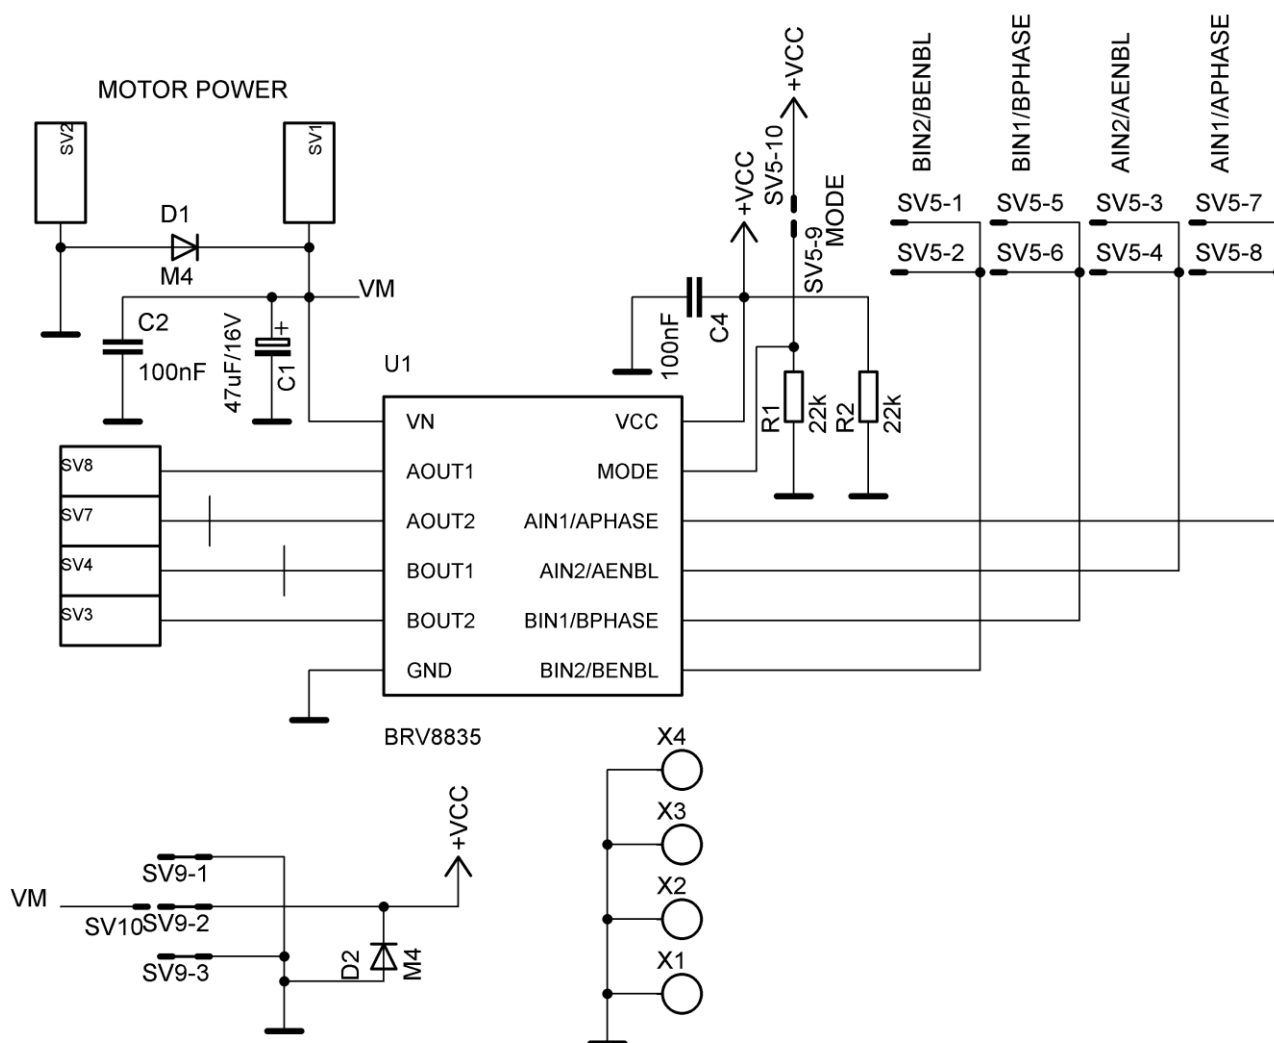 MOTOR POWER
SV2
SV1
D1
M4
VM
C2
100nF
47uF/16V
+
C1
+VCC
SV5-10
MODE
SV5-9
+VCC
100nF
C4
R1
22k
R2
22k
BIN2/BENBL
BIN1/BPHASE
AIN2/AENBL
AIN1/APHASE
SV5-1
SV5-5
SV5-3
SV5-7
SV5-2
SV5-6
SV5-4
SV5-8
U1
VN
VCC
AOUT1
MODE
AOUT2
AIN1/APHASE
BOUT1
AIN2/AENBL
BOUT2
BIN1/BPHASE
GND
BIN2/BENBL
BRV8835
SV8
SV7
SV4
SV3
X4
X3
X2
X1
+VCC
SV9-1
VM
SV10
SV9-2
SV9-3
D2
M4